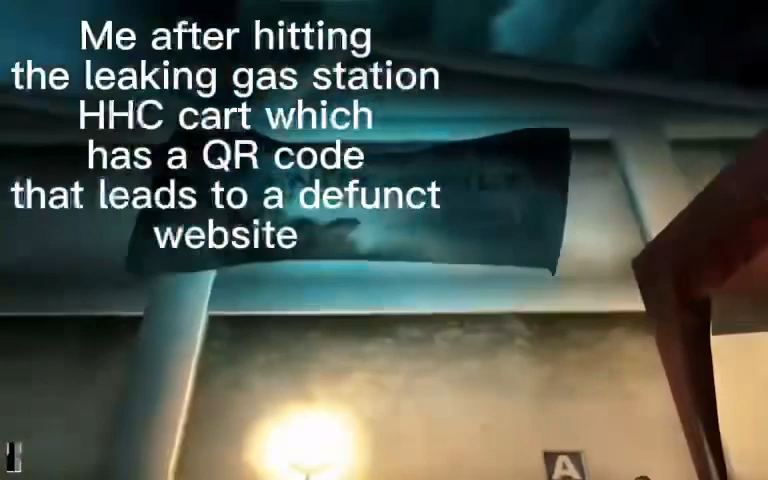 Me after hitting
the leaking gas station
HHC cart which
has a QR code
that leads to a defunct
website
A